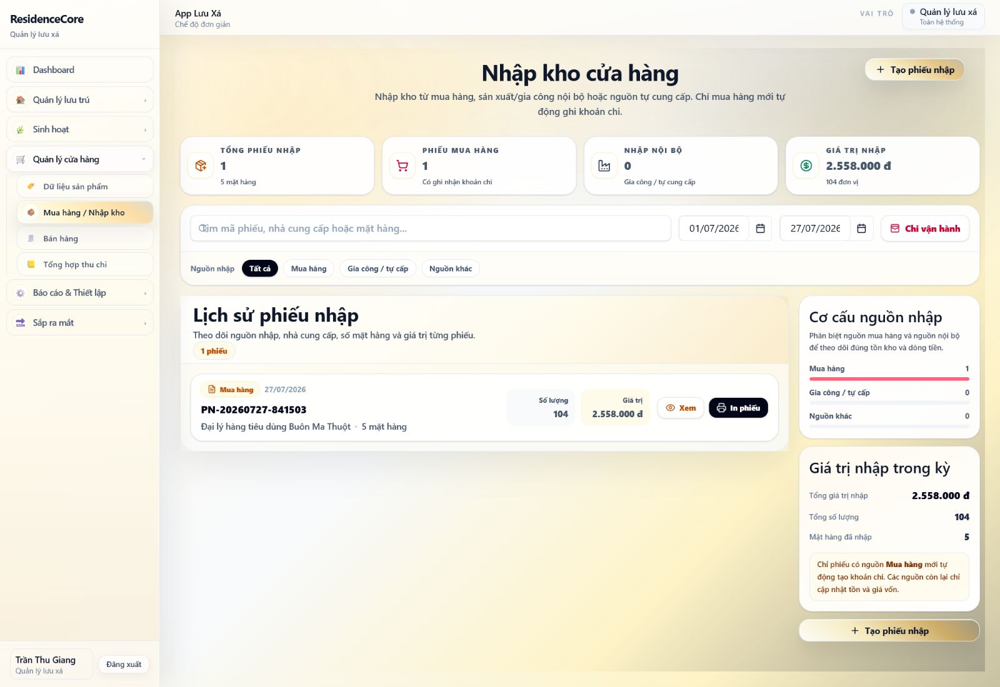 ResidenceCore
Quản lý lưu xá
Dashboard
Quản lý lưu trú
Sinh hoạt
Quản lý cửa hàng
Dữ liệu sản phẩm
Mua hàng / Nhập kho
Bán hàng
Tổng hợp thu chi
Báo cáo & Thiết lập
SOON
Sắp ra mắt
Trần Thu Giang
Quản lý lưu xá
Đăng xuất
App Lưu Xá
Chế độ đơn giản
VAI TRÒ
Quản lý lưu xá
Toàn hệ thống
Nhập kho cửa hàng
Nhập kho từ mua hàng, sản xuất/gia công nội bộ hoặc nguồn tự cung cấp. Chỉ mua hàng mới tự
động ghi khoản chi.
+ Tạo phiếu nhập
TỔNG PHIẾU NHẬP
1
5 mặt hàng
PHIẾU MUA HÀNG
1
Có ghi nhận khoản chi
NHẬP NỘI BỘ
0
Gia công / tự cung cấp
GIÁ TRỊ NHẬP
2.558.000 đ
104 đơn vị
Tìm mã phiếu, nhà cung cấp hoặc mặt hàng...
01/07/2026
27/07/2026
Chi vận hành
Nguồn nhập
Tất cả
Mua hàng
Gia công / tự cấp
Nguồn khác
Lịch sử phiếu nhập
Theo dõi nguồn nhập, nhà cung cấp, số mặt hàng và giá trị từng phiếu.
1 phiếu
Mua hàng
27/07/2026
PN-20260727-841503
Đại lý hàng tiêu dùng Buôn Ma Thuột • 5 mặt hàng
Số lượng
104
Giá trị
2.558.000 đ
Xem
In phiếu
Cơ cấu nguồn nhập
Phân biệt nguồn mua hàng và nguồn nội bộ
để theo dõi đúng tồn kho và dòng tiền.
Mua hàng 1
Gia công / tự cấp 0
Nguồn khác 0
Giá trị nhập trong kỳ
Tổng giá trị nhập 2.558.000 đ
Tổng số lượng 104
Mặt hàng đã nhập 5
Chỉ phiếu có nguồn Mua hàng mới tự
động tạo khoản chi. Các nguồn còn lại chỉ
cập nhật tồn và giá vốn.
+ Tạo phiếu nhập